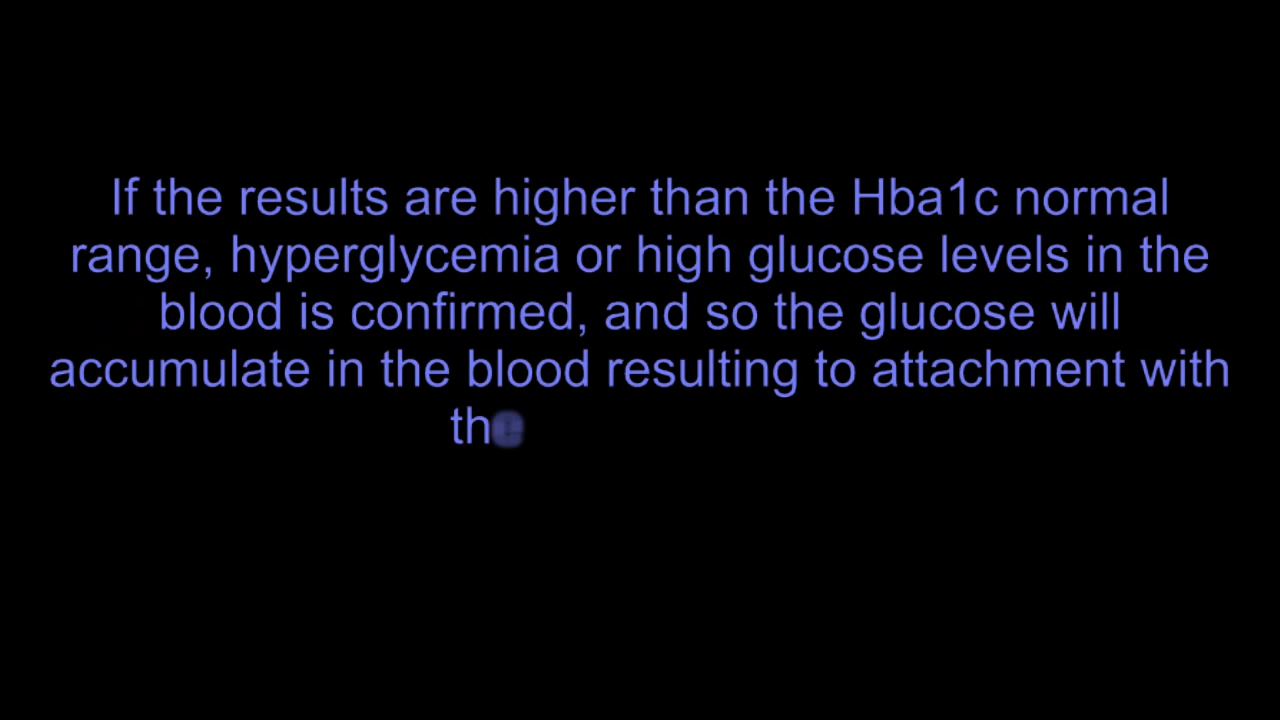 If the results are higher than the Hba1c normal
range, hyperglycemia or high glucose levels in the
blood is confirmed, and so the glucose will
accumulate in the blood resulting to attachment with
the